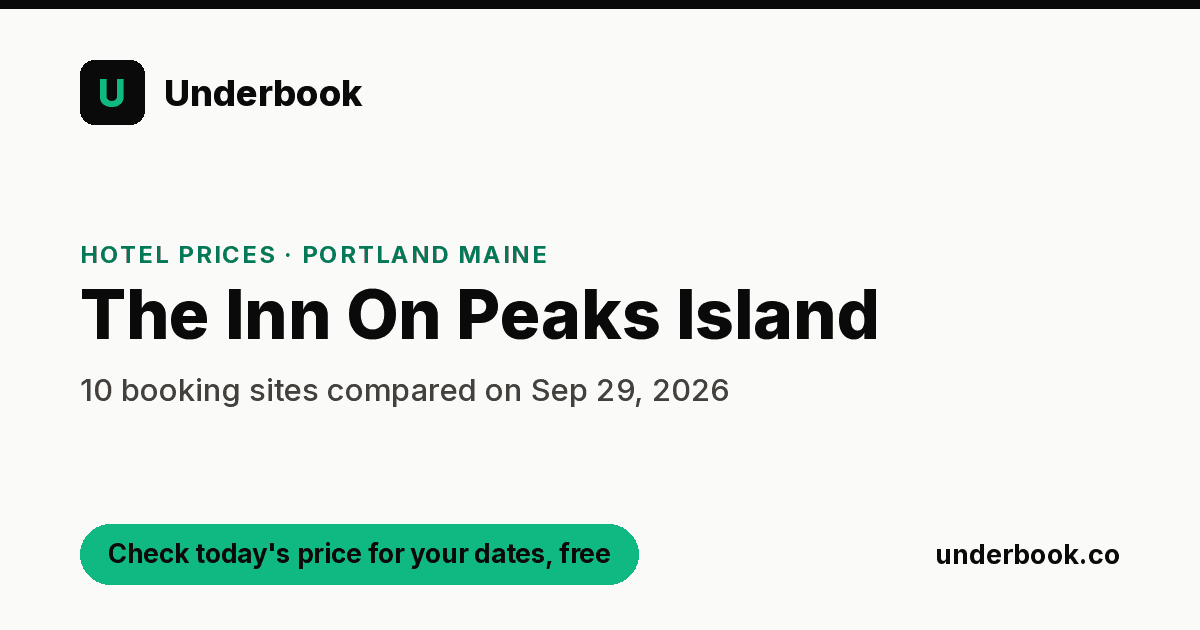 U Underbook
HOTEL PRICES · PORTLAND MAINE
The Inn On Peaks Island
10 booking sites compared on Sep 29, 2026
Check today's price for your dates, free
underbook.co